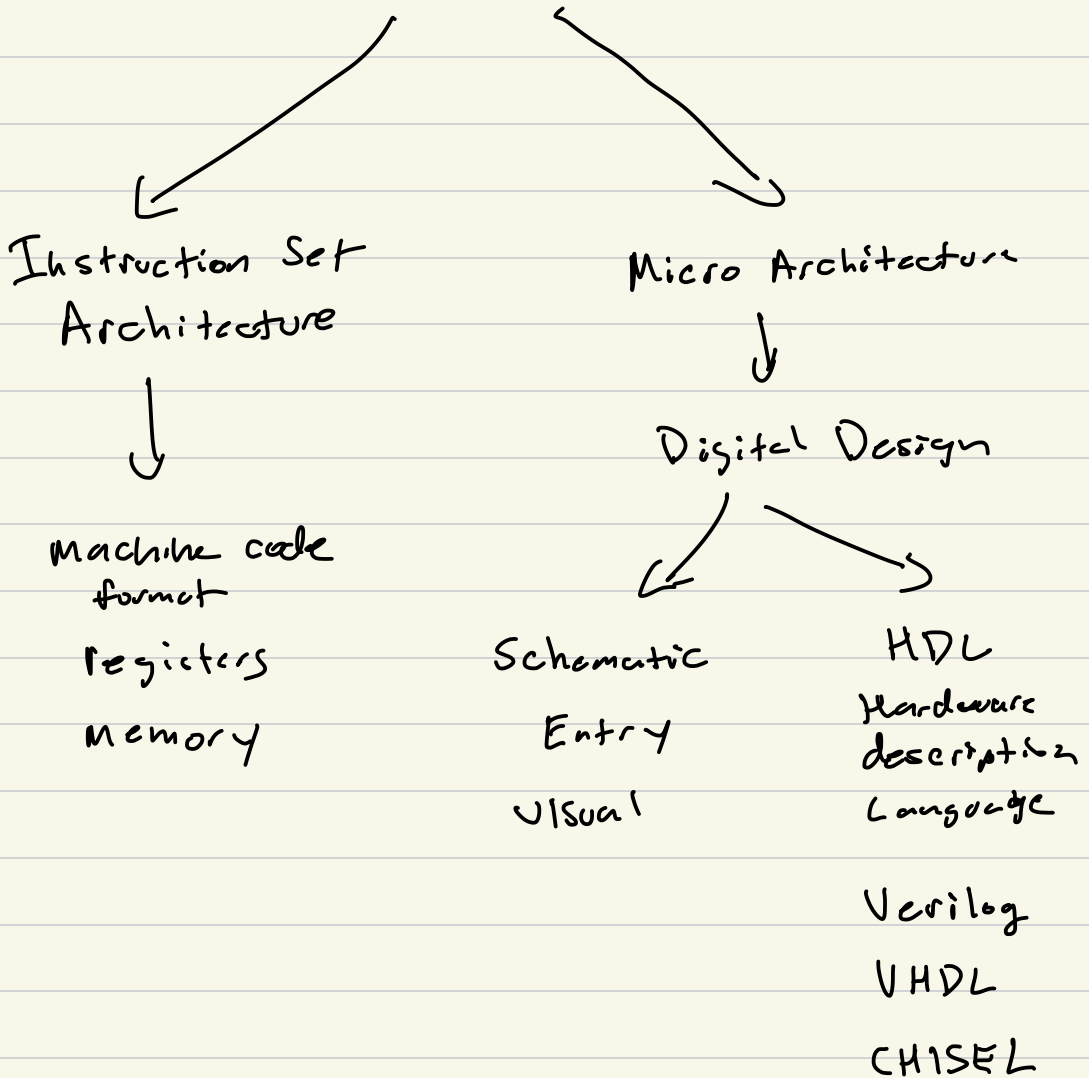 Instruction Set
Architecture
machine code
format
registers
memory
Micro Architecture
Digital Design
Schematic
Entry
Visual
HDL
Hardware
description
Language
Verilog
VHDL
CHISEL